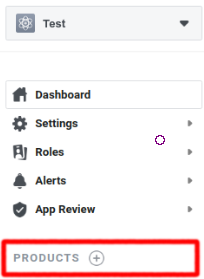 Test
Dashboard
Settings
Roles
Alerts
App Review
PRODUCTS